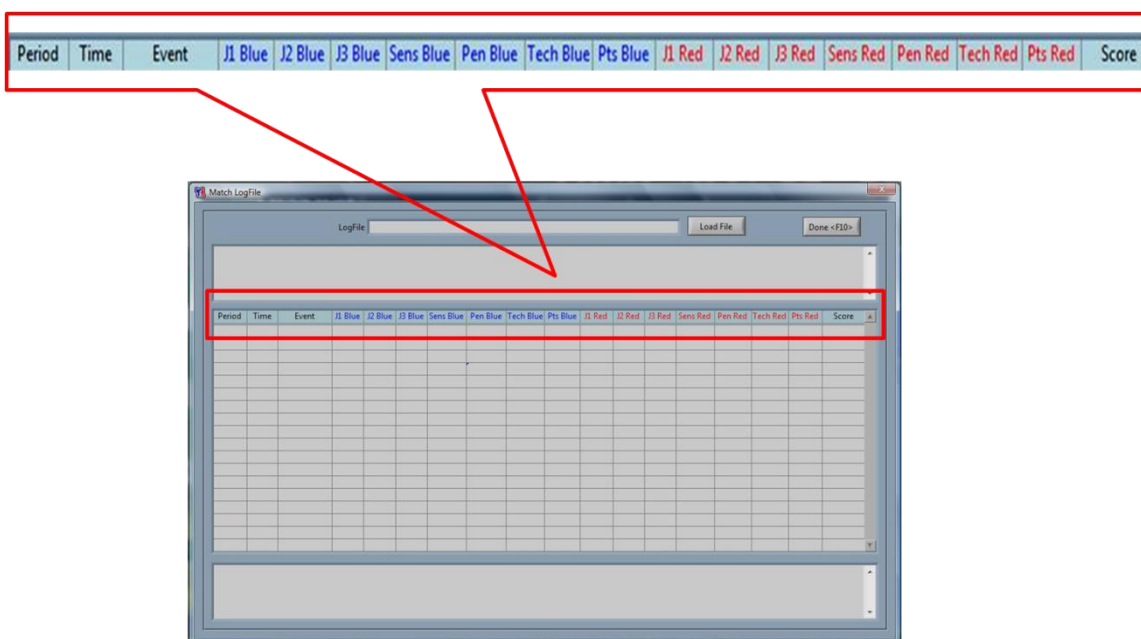 Period Time Event J1 Blue J2 Blue J3 Blue Sens Blue Pen Blue Tech Blue Pts Blue J1 Red J2 Red J3 Red Sens Red Pen Red Tech Red Pts Red Score
Match LogFile
LogFile Load File Done <F10>
Period Time Event J1 Blue J2 Blue J3 Blue Sens Blue Pen Blue Tech Blue Pts Blue J1 Red J2 Red J3 Red Sens Red Pen Red Tech Red Pts Red Score